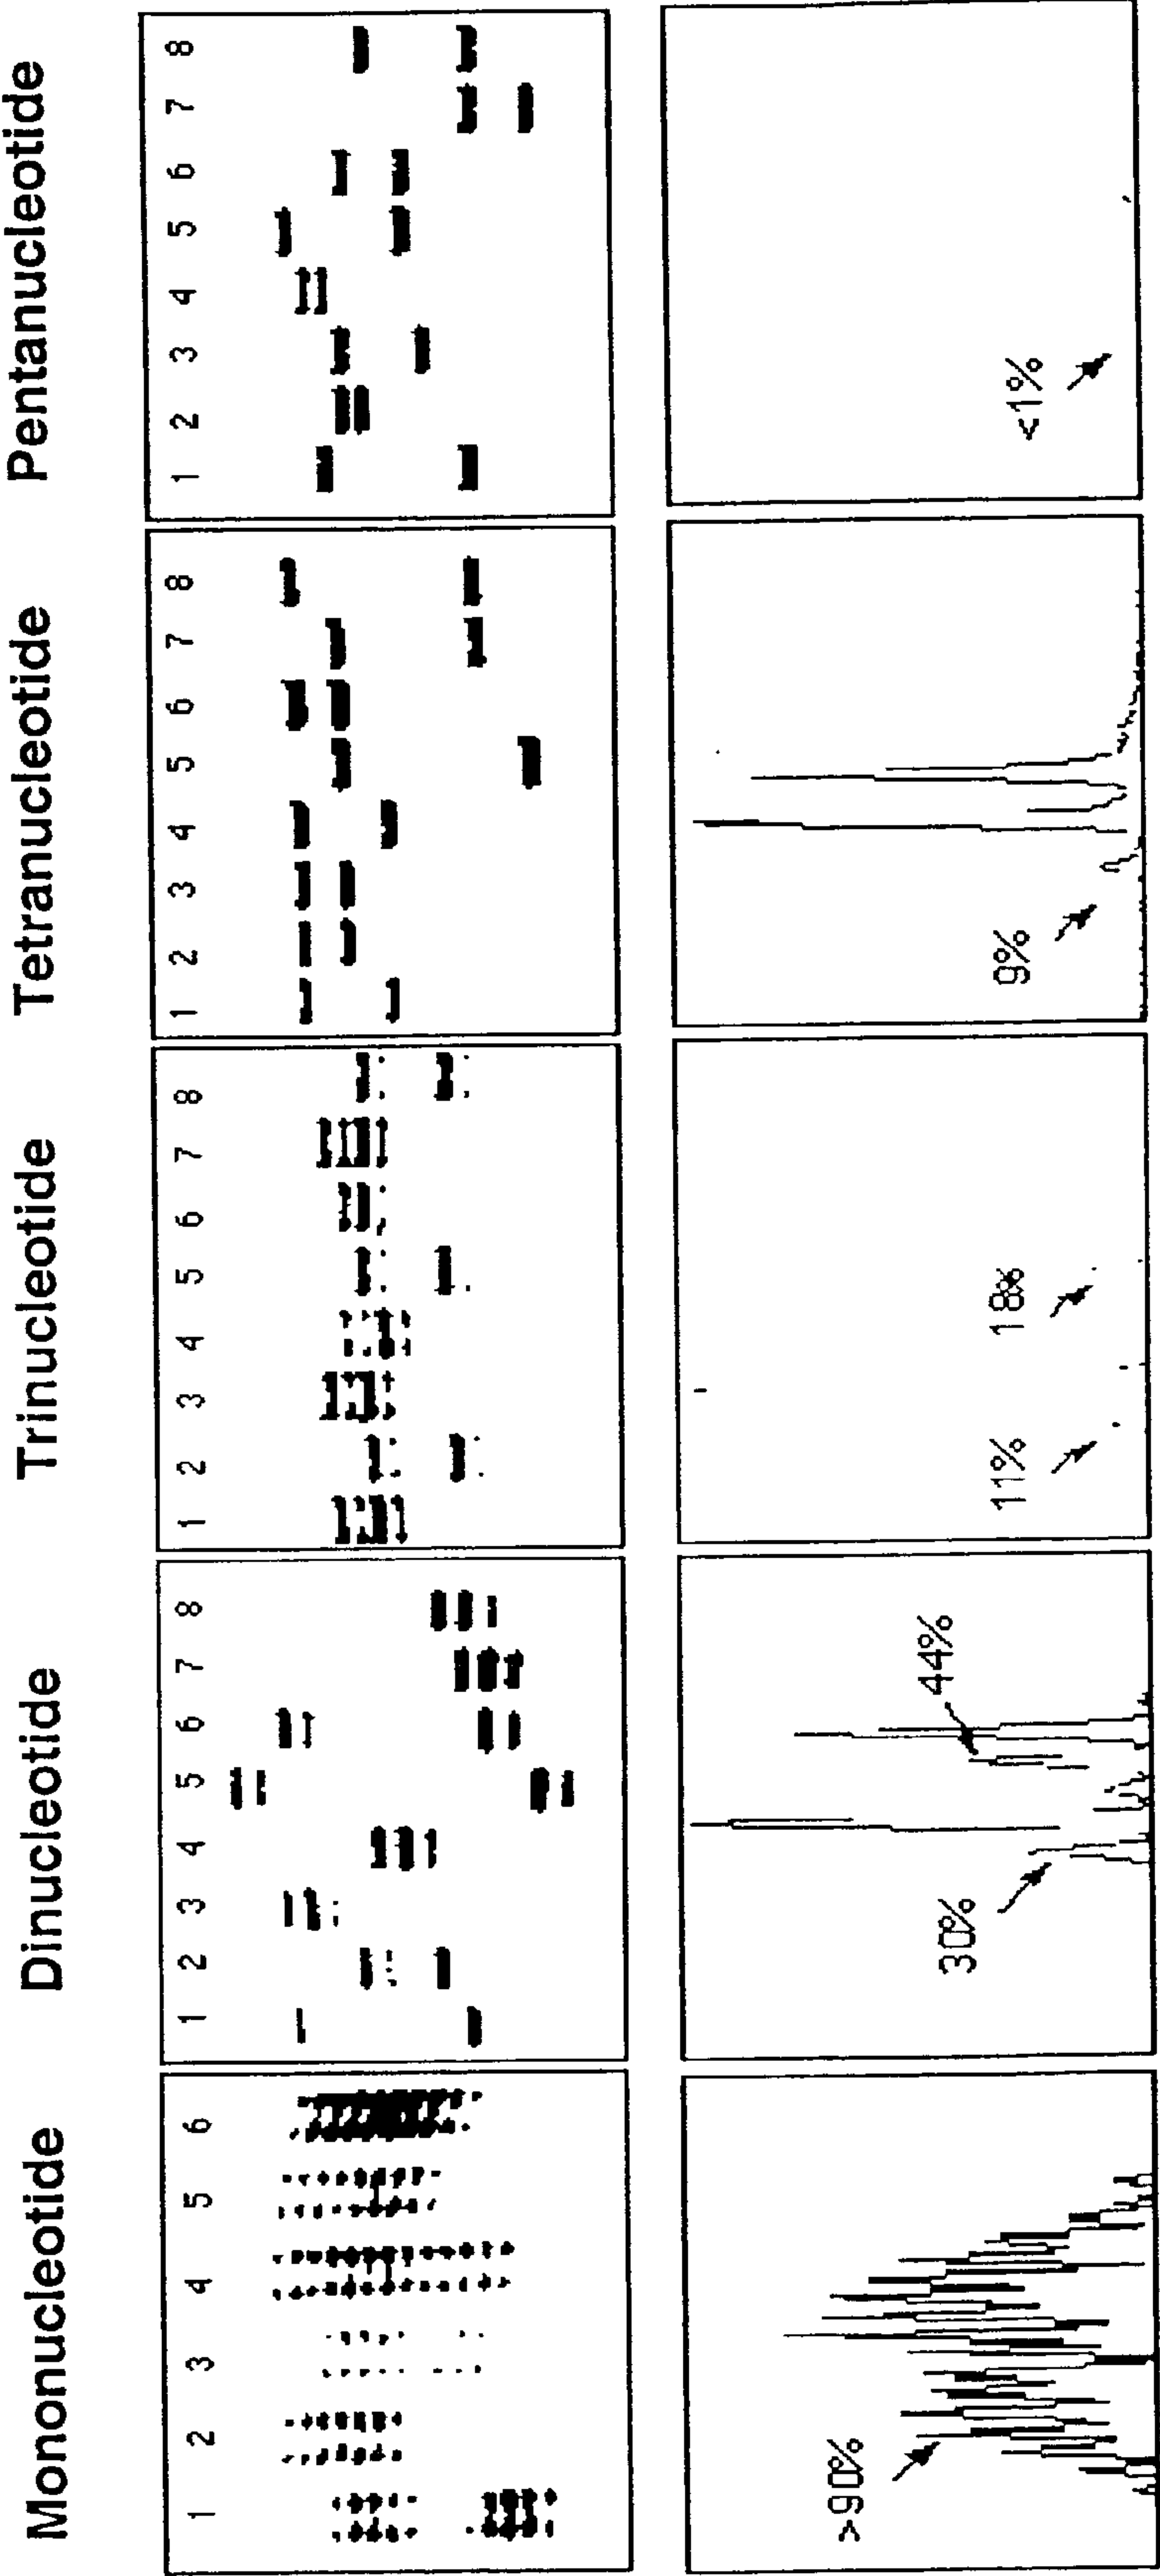 Mononucleotide
1 2 3 4 5 6
>90%
Dinucleotide
1 2 3 4 5 6 7 8
30%
44%
Trinucleotide
1 2 3 4 5 6 7 8
11%
18%
Tetranucleotide
1 2 3 4 5 6 7 8
9%
Pentanucleotide
1 2 3 4 5 6 7 8
<1%